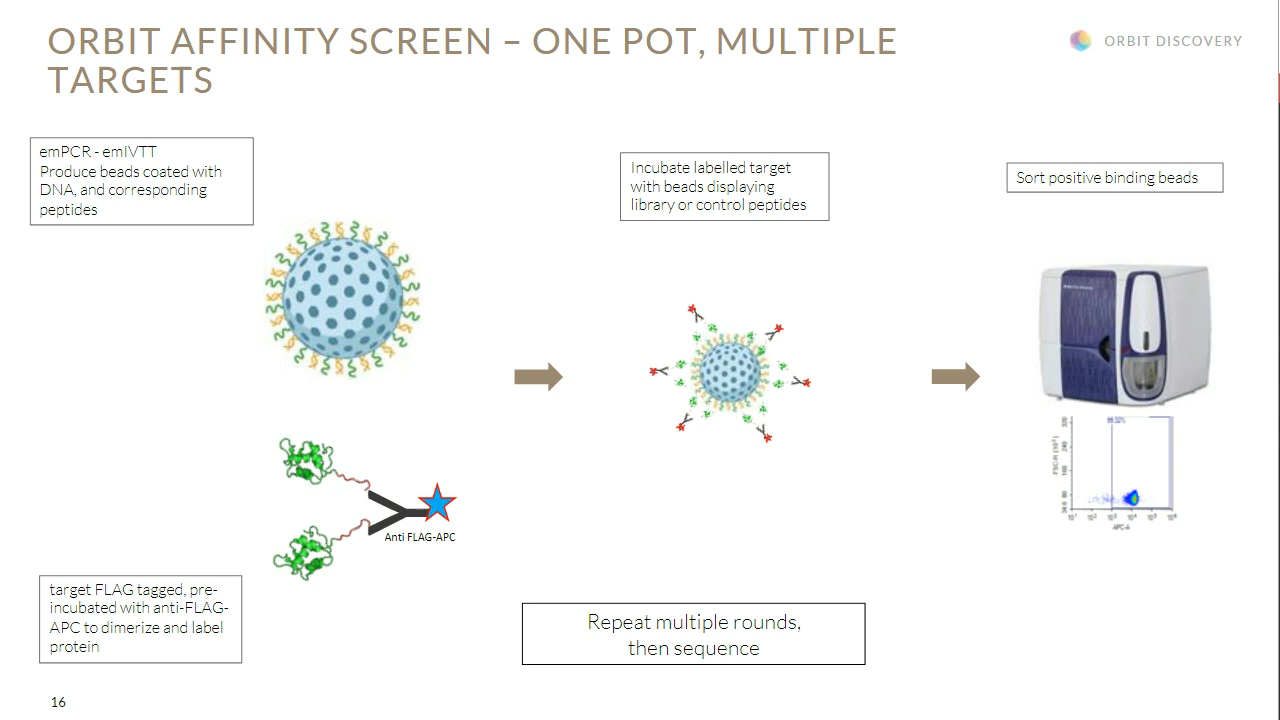 ORBIT AFFINITY SCREEN – ONE POT, MULTIPLE
TARGETS
ORBIT DISCOVERY
emPCR - emIVTT
Produce beads coated with
DNA, and corresponding
peptides
Incubate labelled target
with beads displaying
library or control peptides
Sort positive binding beads
Anti FLAG-APC
FSC-H (10³)
APC-A
target FLAG tagged, pre-
incubated with anti-FLAG-
APC to dimerize and label
protein
Repeat multiple rounds,
then sequence
16